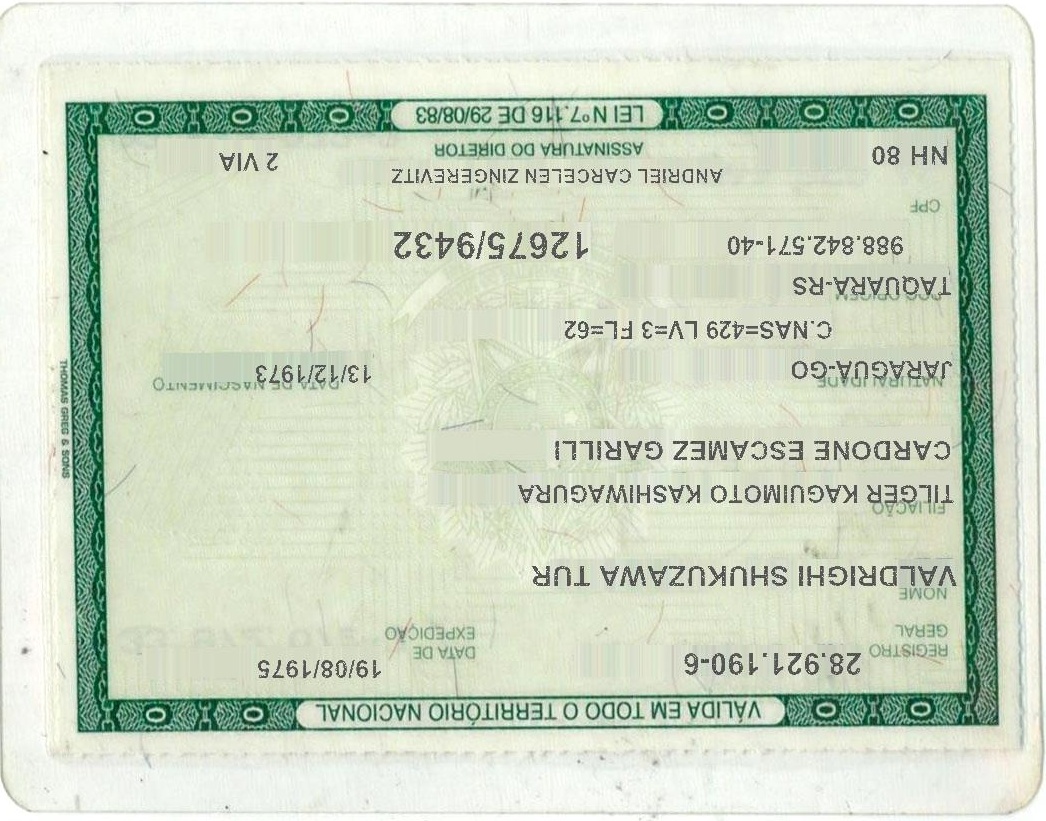 VÁLIDA EM TODO O TERRITÓRIO NACIONAL
REGISTRO GERAL 28.921.190-6 DATA DE EXPEDIÇÃO 19/08/1975
NOME
VALDRIGHI SHUKUZAWA TUR
FILIAÇÃO
TILGER KAGUIMOTO KASHIWAGURA
CARDONE ESCAMEZ GARILLI
NATURALIDADE DATA DE NASCIMENTO
JARAGUA-GO 13/12/1973
C.NAS=429 LV=3 FL=62
DOC ORIGEM
TAQUARA-RS
988.842.571-40 12675/9432
CPF
ANDRIEL CARCELEN ZINGEREVITZ
NH 80 ASSINATURA DO DIRETOR 2 VIA
LEI Nº7.116 DE 29/08/83
THOMAS GREG & SONS